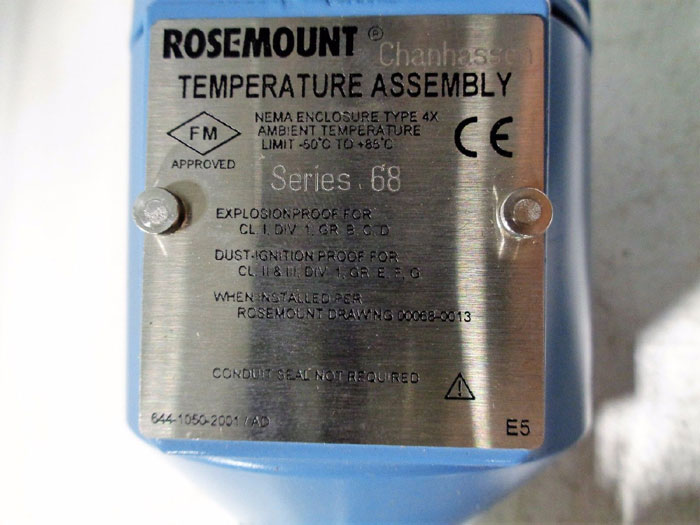 ROSEMOUNT ® Chanhassen
TEMPERATURE ASSEMBLY
FM
APPROVED
NEMA ENCLOSURE TYPE 4X
AMBIENT TEMPERATURE
LIMIT -50°C TO +85°C
CE
Series 68
EXPLOSIONPROOF FOR
CL I, DIV. 1, GR. B, C, D
DUST-IGNITION PROOF FOR
CL II & III, DIV. 1, GR. E, F, G
WHEN INSTALLED PER
ROSEMOUNT DRAWING 00068-0013
CONDUIT SEAL NOT REQUIRED
644-1050-2001 / AD
E5